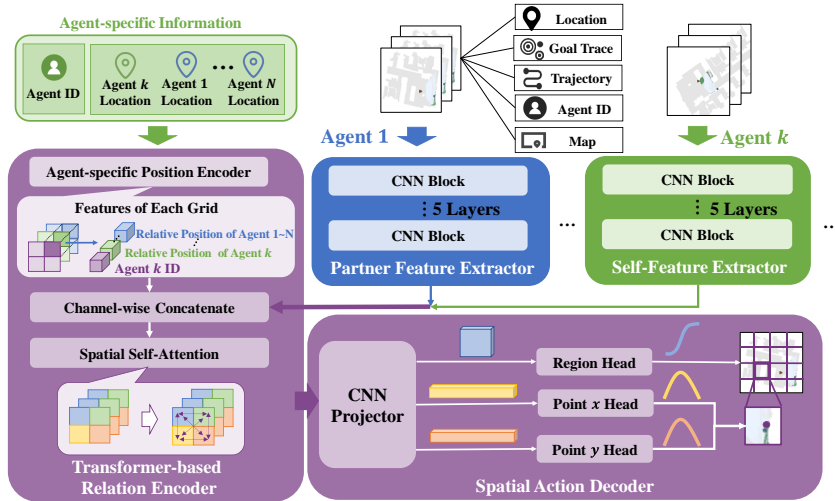 Agent-specific Information
Agent ID
Agent k
Location
Agent 1
Location
...
Agent N
Location
Location
Goal Trace
Trajectory
Agent ID
Map
Agent 1
Agent k
Agent-specific Position Encoder
Features of Each Grid
Relative Position of Agent 1~N
Relative Position of Agent k
Agent k ID
Channel-wise Concatenate
Spatial Self-Attention
Transformer-based
Relation Encoder
CNN Block
⋮ 5 Layers
CNN Block
Partner Feature Extractor
...
CNN Block
⋮ 5 Layers
CNN Block
Self-Feature Extractor
..
CNN
Projector
Region Head
Point x Head
Point y Head
Spatial Action Decoder